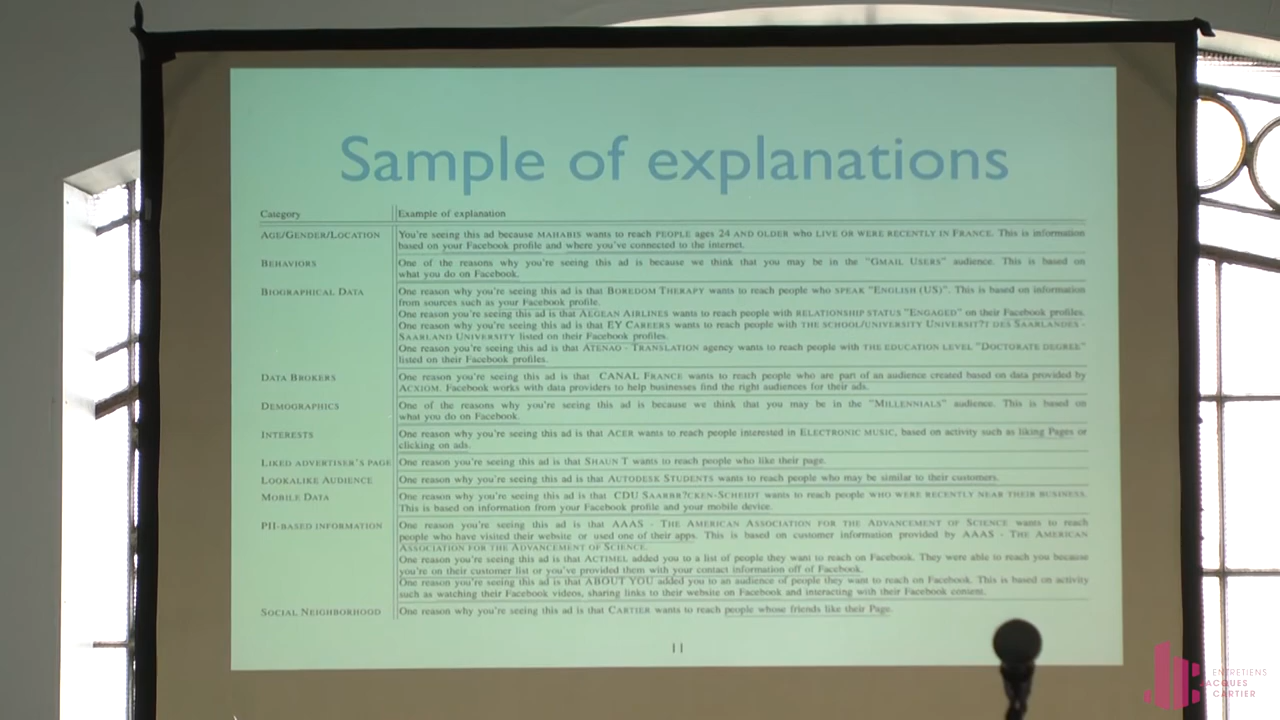 Sample of explanations
Category Example of explanation
AGE/GENDER/LOCATION You're seeing this ad because MAHABIS wants to reach PEOPLE ages 24 AND OLDER who LIVE OR WERE RECENTLY IN FRANCE. This is information
based on your Facebook profile and where you've connected to the internet.
BEHAVIORS One of the reasons why you're seeing this ad is because we think that you may be in the "GMAIL USERS" audience. This is based on
what you do on Facebook.
BIOGRAPHICAL DATA One reason why you're seeing this ad is that BOREDOM THERAPY wants to reach people who SPEAK "ENGLISH (US)". This is based on information
from sources such as your Facebook profile.
One reason you're seeing this ad is that AEGEAN AIRLINES wants to reach people with RELATIONSHIP STATUS "ENGAGED" on their Facebook profiles.
One reason why you're seeing this ad is that EY CAREERS wants to reach people with THE SCHOOL/UNIVERSITY UNIVERSIT?T DES SAARLANDES -
SAARLAND UNIVERSITY listed on their Facebook profiles.
One reason you're seeing this ad is that ATENAO - TRANSLATION agency wants to reach people with THE EDUCATION LEVEL "DOCTORATE DEGREE"
listed on their Facebook profiles.
DATA BROKERS One reason you're seeing this ad is that CANAL FRANCE wants to reach people who are part of an audience created based on data provided by
ACXIOM. Facebook works with data providers to help businesses find the right audiences for their ads.
DEMOGRAPHICS One of the reasons why you're seeing this ad is because we think that you may be in the "MILLENNIALS" audience. This is based on
what you do on Facebook.
INTERESTS One reason why you're seeing this ad is that ACER wants to reach people interested in ELECTRONIC MUSIC, based on activity such as liking Pages or
clicking on ads.
LIKED ADVERTISER'S PAGE One reason why you're seeing this ad is that SHAUN T wants to reach people who like their page.
LOOKALIKE AUDIENCE One reason why you're seeing this ad is that AUTODESK STUDENTS wants to reach people who may be similar to their customers.
MOBILE DATA One reason why you're seeing this ad is that CDU SAARBR?CKEN-SCHEIDT wants to reach people WHO WERE RECENTLY NEAR THEIR BUSINESS.
This is based on information from your Facebook profile and your mobile device.
PII-BASED INFORMATION One reason why you're seeing this ad is that AAAS - THE AMERICAN ASSOCIATION FOR THE ADVANCEMENT OF SCIENCE wants to reach
people who have visited their website or used one of their apps. This is based on customer information provided by AAAS - THE AMERICAN
ASSOCIATION FOR THE ADVANCEMENT OF SCIENCE.
One reason you're seeing this ad is that ACTIMEL added you to a list of people they want to reach on Facebook. They were able to reach you because
you're on their customer list or you've provided them with your contact information off of Facebook.
One reason why you're seeing this ad is that ABOUT YOU added you to an audience of people they want to reach on Facebook. This is based on activity
such as watching their Facebook videos, sharing links to their website on Facebook and interacting with their Facebook content.
SOCIAL NEIGHBORHOOD One reason why you're seeing this ad is that CARTIER wants to reach people whose friends like their Page.
11
ENTRETIENS
JACQUES
CARTIER